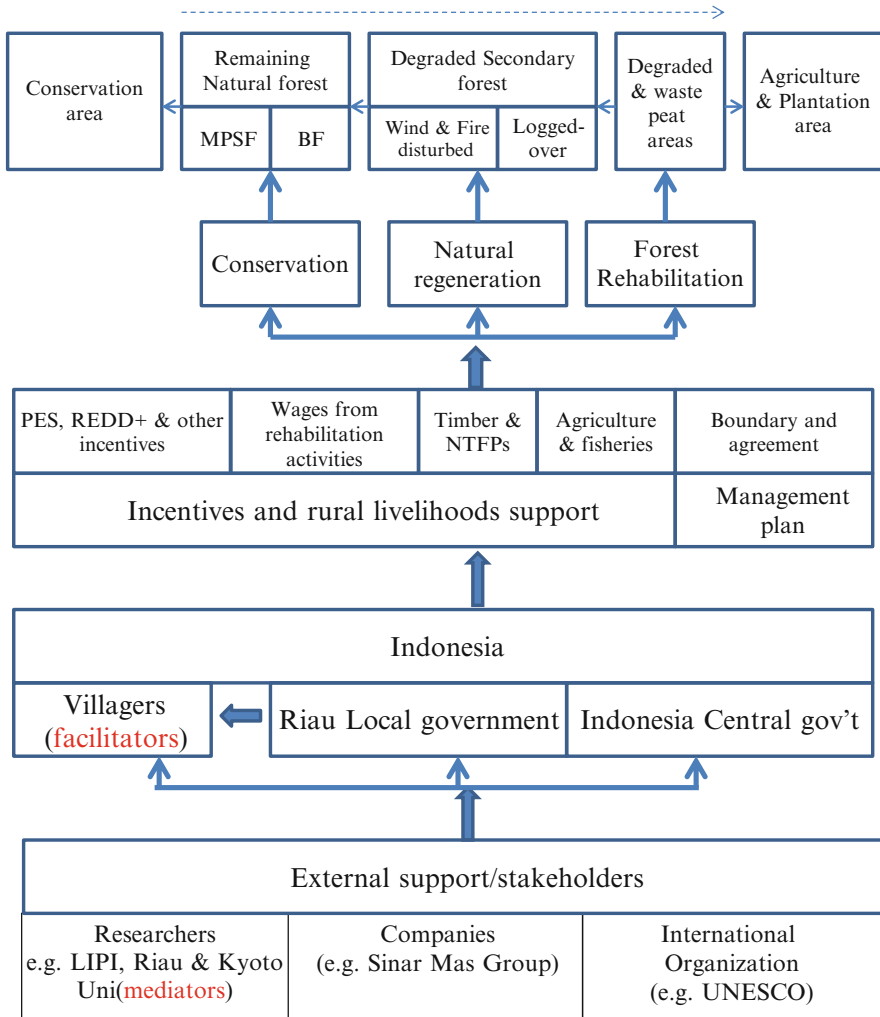 Conservation
area
Remaining
Natural forest
MPSF
BF
Degraded Secondary
forest
Wind & Fire
disturbed
Logged-
over
Degraded
& waste
peat
areas
Agriculture
& Plantation
area
Conservation
Natural
regeneration
Forest
Rehabilitation
PES, REDD+ & other
incentives
Wages from
rehabilitation
activities
Timber &
NTFPs
Agriculture
& fisheries
Boundary and
agreement
Incentives and rural livelihoods support
Management
plan
Indonesia
Villagers
(facilitators)
Riau Local government
Indonesia Central gov't
External support/stakeholders
Researchers
e.g. LIPI, Riau & Kyoto
Uni(mediators)
Companies
(e.g. Sinar Mas Group)
International
Organization
(e.g. UNESCO)